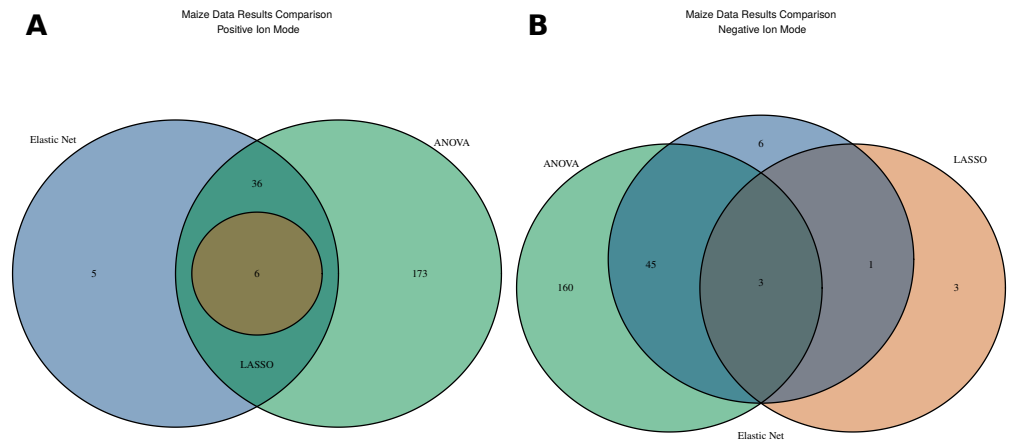 A
Maize Data Results Comparison
Positive Ion Mode
Elastic Net
ANOVA
36
5
6
173
LASSO
B
Maize Data Results Comparison
Negative Ion Mode
6
ANOVA
LASSO
45
1
3
160
3
Elastic Net